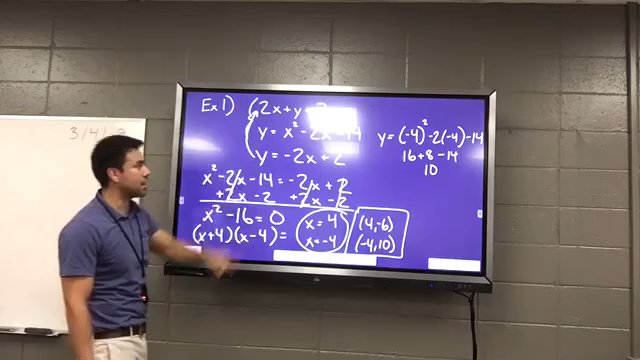 Ex 1) 2x+y=2
y = x² - 2x - 14
y = -2x + 2
x² - 2x - 14 = -2x + 2
+2x - 2 +2x - 2
x² - 16 = 0
(x+4)(x-4) =
x = 4
x = -4
(4,-6)
(-4,10)
y = (-4)² - 2(-4) - 14
16 + 8 - 14
10
3/4/